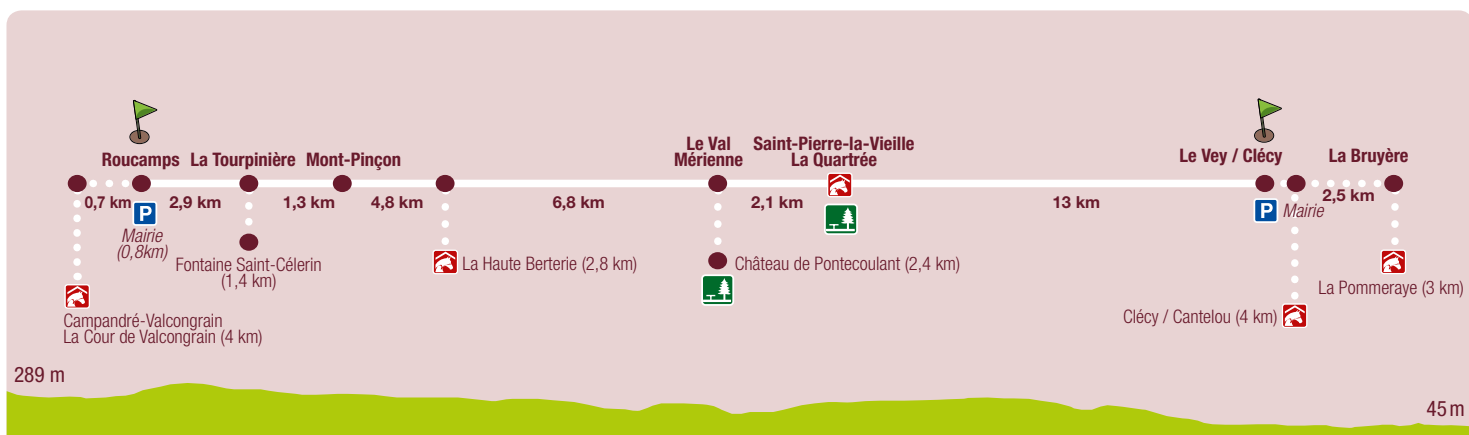 Roucamps
La Tourpinière
Mont-Pinçon
Le Val
Mérienne
Saint-Pierre-la-Vieille
La Quartrée
Le Vey / Clécy
La Bruyère
0,7 km
2,9 km
1,3 km
4,8 km
6,8 km
2,1 km
13 km
2,5 km
P
Mairie
(0,8km)
P
Mairie
Fontaine Saint-Célerin
(1,4 km)
La Haute Berterie (2,8 km)
Château de Pontecoulant (2,4 km)
La Pommeraye (3 km)
Campandré-Valcongrain
La Cour de Valcongrain (4 km)
Clécy / Cantelou (4 km)
289 m
45 m